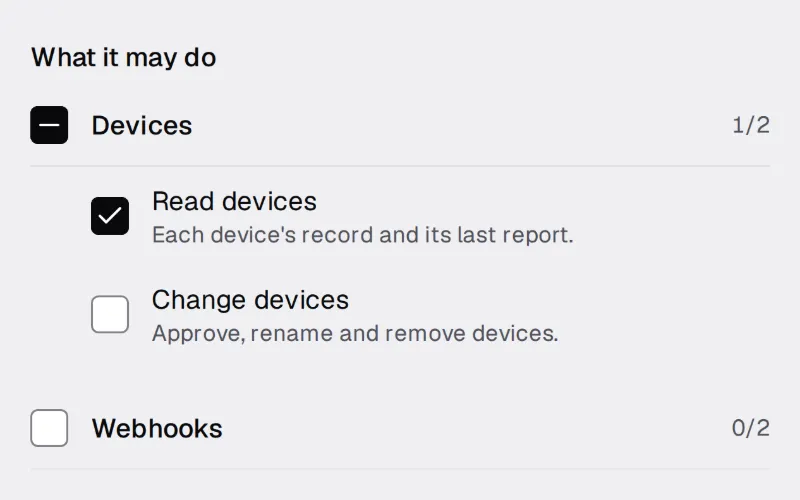 What it may do
Devices 1/2
Read devices
Each device's record and its last report.
Change devices
Approve, rename and remove devices.
Webhooks 0/2